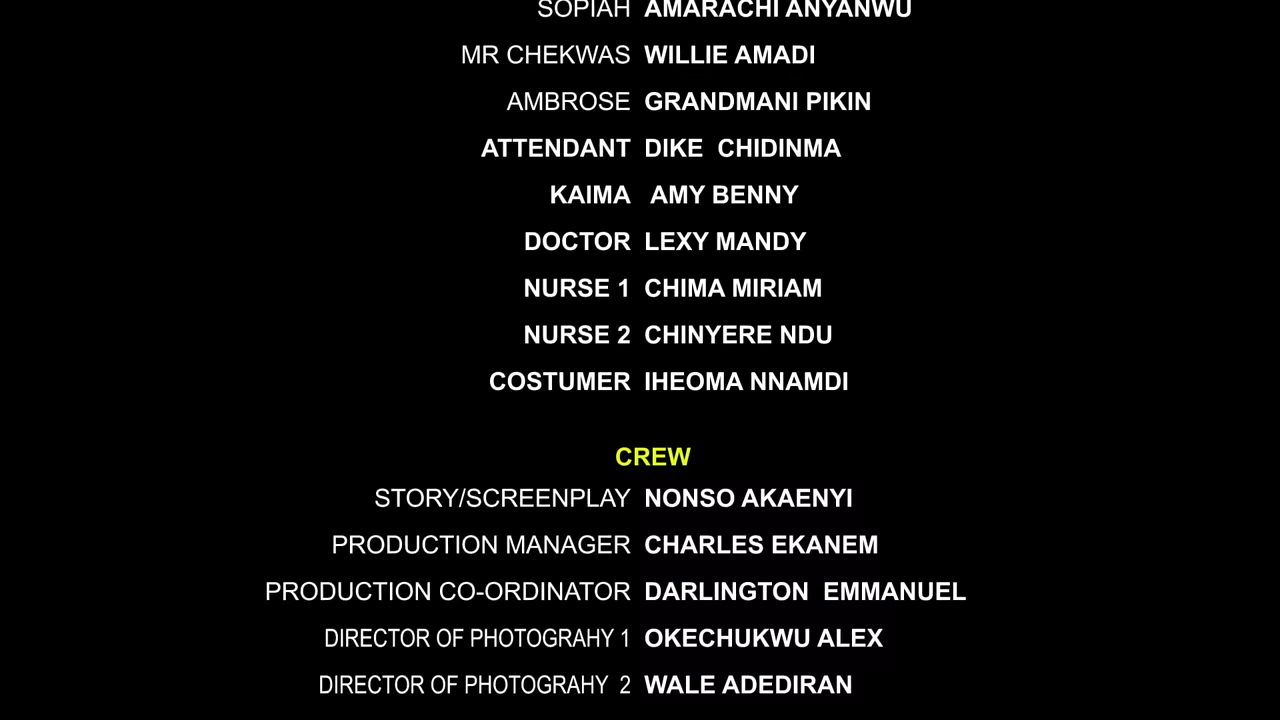 SOPIAH AMARACHI ANYANWU
MR CHEKWAS WILLIE AMADI
AMBROSE GRANDMANI PIKIN
ATTENDANT DIKE CHIDINMA
KAIMA AMY BENNY
DOCTOR LEXY MANDY
NURSE 1 CHIMA MIRIAM
NURSE 2 CHINYERE NDU
COSTUMER IHEOMA NNAMDI
CREW
STORY/SCREENPLAY NONSO AKAENYI
PRODUCTION MANAGER CHARLES EKANEM
PRODUCTION CO-ORDINATOR DARLINGTON EMMANUEL
DIRECTOR OF PHOTOGRAHY 1 OKECHUKWU ALEX
DIRECTOR OF PHOTOGRAHY 2 WALE ADEDIRAN